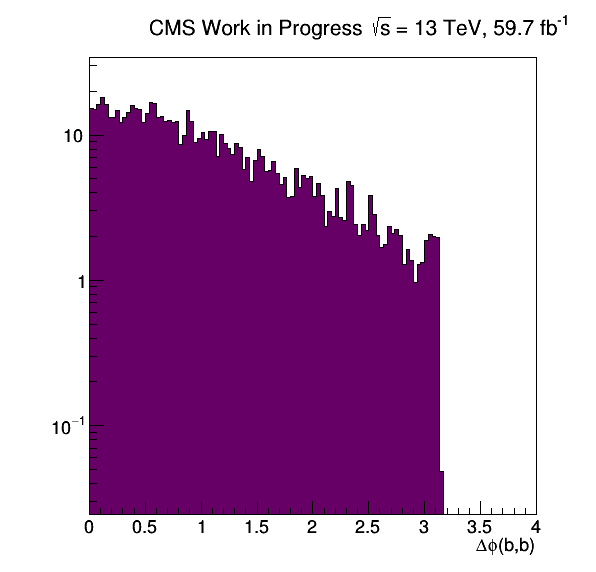 CMS Work in Progress √s = 13 TeV, 59.7 fb⁻¹
10
1
10⁻¹
0 0.5 1 1.5 2 2.5 3 3.5 4
Δϕ(b,b)